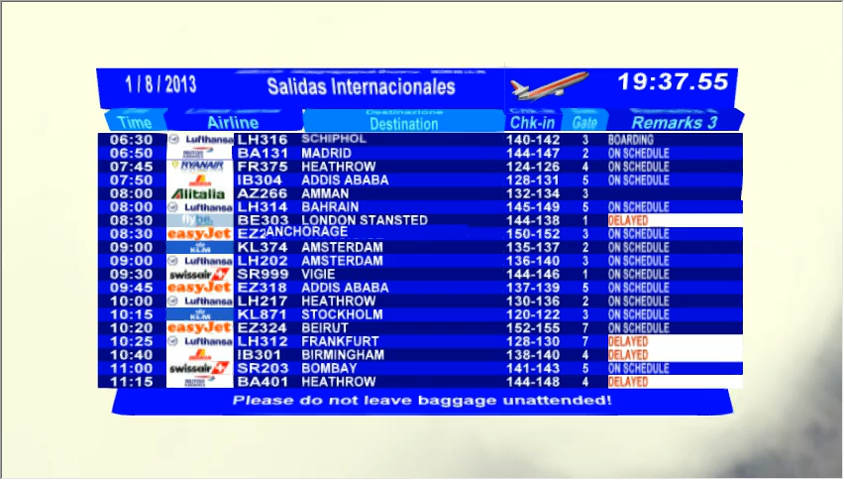 1 / 8 / 2013 Salidas Internacionales 19:37.55
Time Airline Destination Chk-in Gate Remarks 3
06:30 Lufthansa LH316 SCHIPHOL 140-142 3 BOARDING
06:50 BA131 MADRID 144-147 2 ON SCHEDULE
07:45 RYANAIR FR375 HEATHROW 124-126 4 ON SCHEDULE
07:50 IBERIA IB304 ADDIS ABABA 128-131 5 ON SCHEDULE
08:00 Alitalia AZ266 AMMAN 132-134 3
08:00 Lufthansa LH314 BAHRAIN 145-149 5 ON SCHEDULE
08:30 flybe. BE303 LONDON STANSTED 144-138 1 DELAYED
08:30 easyJet EZ2 ANCHORAGE 150-152 3 ON SCHEDULE
09:00 KLM KL374 AMSTERDAM 135-137 2 ON SCHEDULE
09:00 Lufthansa LH202 AMSTERDAM 136-140 3 ON SCHEDULE
09:30 swissair SR999 VIGIE 144-146 1 ON SCHEDULE
09:45 easyJet EZ318 ADDIS ABABA 137-139 5 ON SCHEDULE
10:00 Lufthansa LH217 HEATHROW 130-136 2 ON SCHEDULE
10:15 KLM KL871 STOCKHOLM 120-122 3 ON SCHEDULE
10:20 easyJet EZ324 BEIRUT 152-155 7 ON SCHEDULE
10:25 Lufthansa LH312 FRANKFURT 128-130 7 DELAYED
10:40 IBERIA IB301 BIRMINGHAM 138-140 4 DELAYED
11:00 swissair SR203 BOMBAY 141-143 5 ON SCHEDULE
11:15 BA401 HEATHROW 144-148 4 DELAYED
Please do not leave baggage unattended!